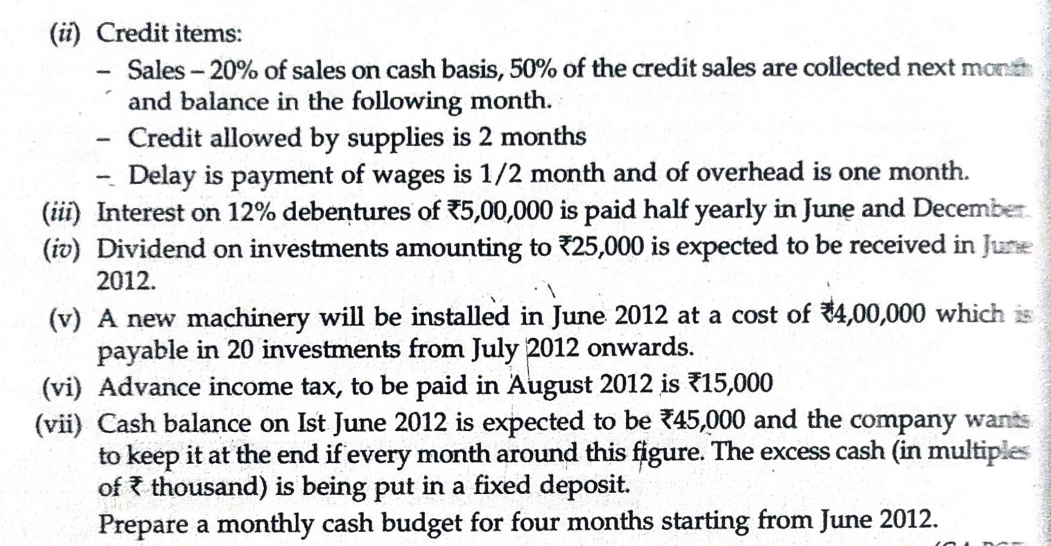 (ii) Credit items:
– Sales – 20% of sales on cash basis, 50% of the credit sales are collected next month
and balance in the following month.
– Credit allowed by supplies is 2 months
– Delay is payment of wages is 1/2 month and of overhead is one month.
(iii) Interest on 12% debentures of ₹5,00,000 is paid half yearly in June and December.
(iv) Dividend on investments amounting to ₹25,000 is expected to be received in June
2012.
(v) A new machinery will be installed in June 2012 at a cost of ₹4,00,000 which is
payable in 20 investments from July 2012 onwards.
(vi) Advance income tax, to be paid in August 2012 is ₹15,000
(vii) Cash balance on Ist June 2012 is expected to be ₹45,000 and the company wants
to keep it at the end if every month around this figure. The excess cash (in multiples
of ₹ thousand) is being put in a fixed deposit.
Prepare a monthly cash budget for four months starting from June 2012.